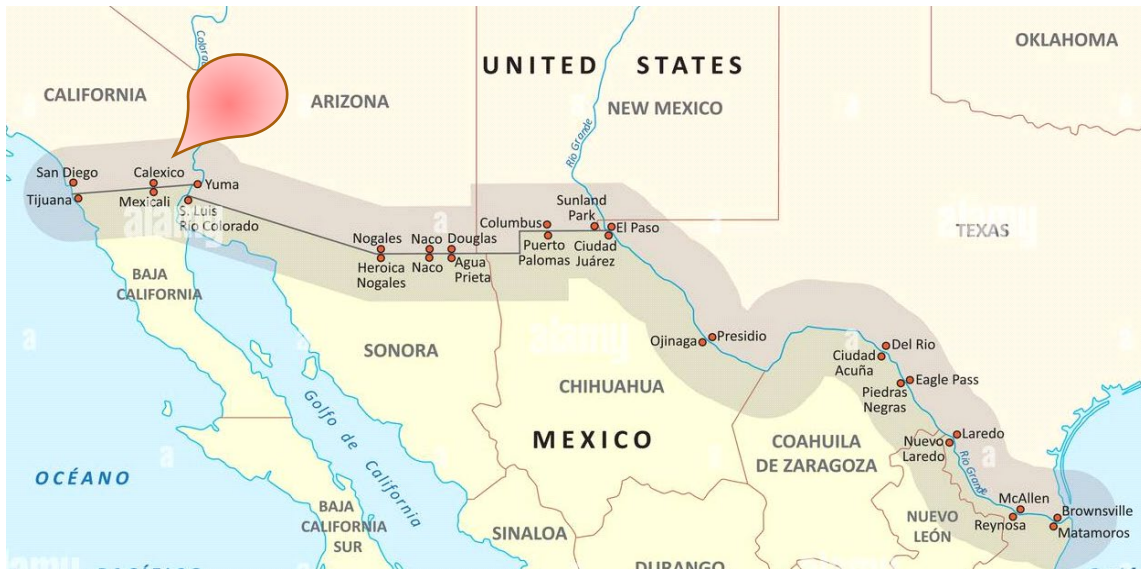 OKLAHOMA
UNITED STATES
CALIFORNIA
ARIZONA
NEW MEXICO
Rio Grande
San Diego
Calexico
Yuma
Tijuana
Mexicali
S. Luis
Río Colorado
Sunland
Park
Columbus
El Paso
Puerto
Palomas
Ciudad
Juárez
TEXAS
Nogales
Naco
Douglas
Heroica
Nogales
Naco
Agua
Prieta
BAJA
CALIFORNIA
SONORA
Ojinaga
Presidio
Ciudad
Acuña
Del Rio
CHIHUAHUA
Piedras
Negras
Eagle Pass
Golfo de California
MEXICO
COAHUILA
DE ZARAGOZA
Nuevo
Laredo
Laredo
Rio Grande
OCÉANO
BAJA
CALIFORNIA
SUR
SINALOA
NUEVO
LEÓN
McAllen
Reynosa
Brownsville
Matamoros
DURANGO
alamy
alamy
alamy
a
a
a
a
a
a
a
a